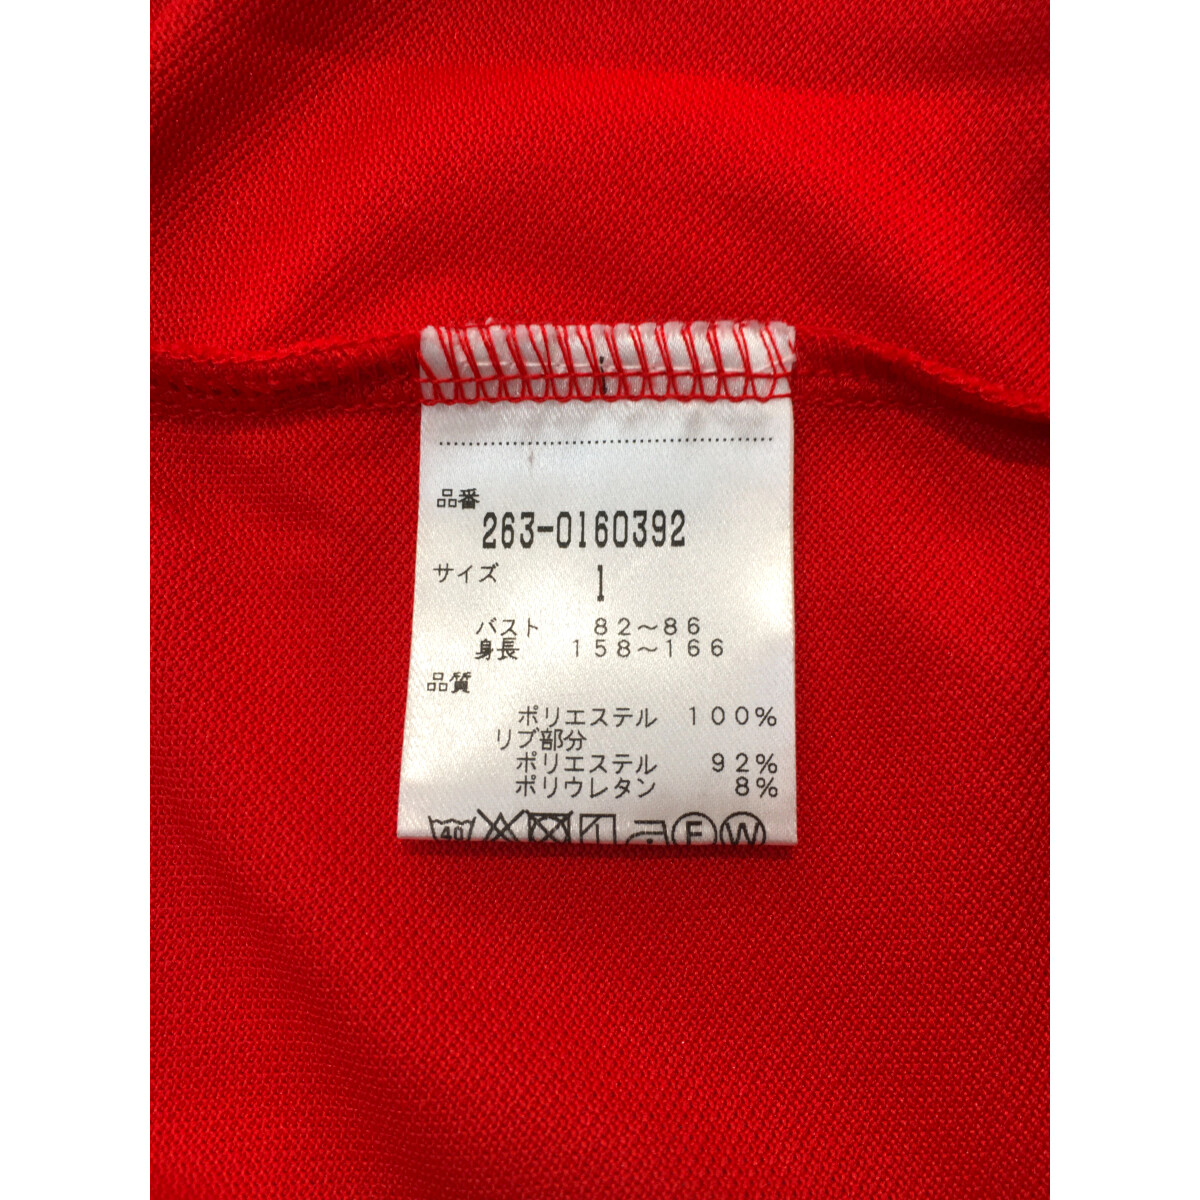 品番
263-0160392
サイズ 1
バスト 82～86
身長 158～166
品質
ポリエステル 100%
リブ部分
ポリエステル 92%
ポリウレタン 8%
40 F W